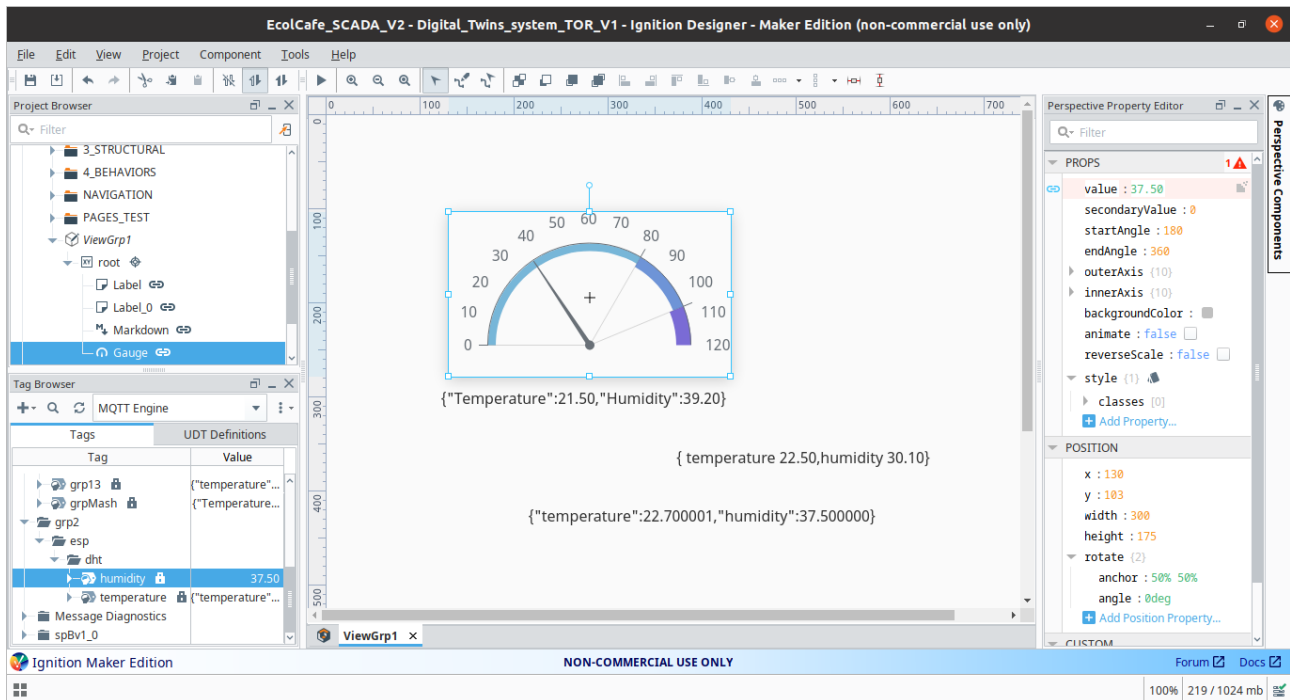 EcolCafe_SCADA_V2 - Digital_Twins_system_TOR_V1 - Ignition Designer - Maker Edition (non-commercial use only)
File Edit View Project Component Tools Help
Project Browser
Filter
3_STRUCTURAL
4_BEHAVIORS
NAVIGATION
PAGES_TEST
ViewGrp1
root
Label
Label_0
Markdown
Gauge
Tag Browser
MQTT Engine
Tags UDT Definitions
Tag Value
grp13 {"temperature"...
grpMash {"Temperature...
grp2
esp
dht
humidity 37.50
temperature {"temperature"...
Message Diagnostics
spBv1_0
0 100 200 300 400 500 600 700
0
100
200
300
400
500
0 10 20 30 40 50 60 70 80 90 100 110 120
{"Temperature":21.50,"Humidity":39.20}
{ temperature 22.50,humidity 30.10}
{"temperature":22.700001,"humidity":37.500000}
ViewGrp1
Perspective Property Editor
Filter
PROPS 1
value : 37.50
secondaryValue : 0
startAngle : 180
endAngle : 360
outerAxis {10}
innerAxis {10}
backgroundColor :
animate : false
reverseScale : false
style {1}
classes [0]
Add Property...
POSITION
x : 130
y : 103
width : 300
height : 175
rotate {2}
anchor : 50% 50%
angle : 0deg
Add Position Property...
CUSTOM
Perspective Components
Ignition Maker Edition NON-COMMERCIAL USE ONLY Forum Docs
100% 219 / 1024 mb